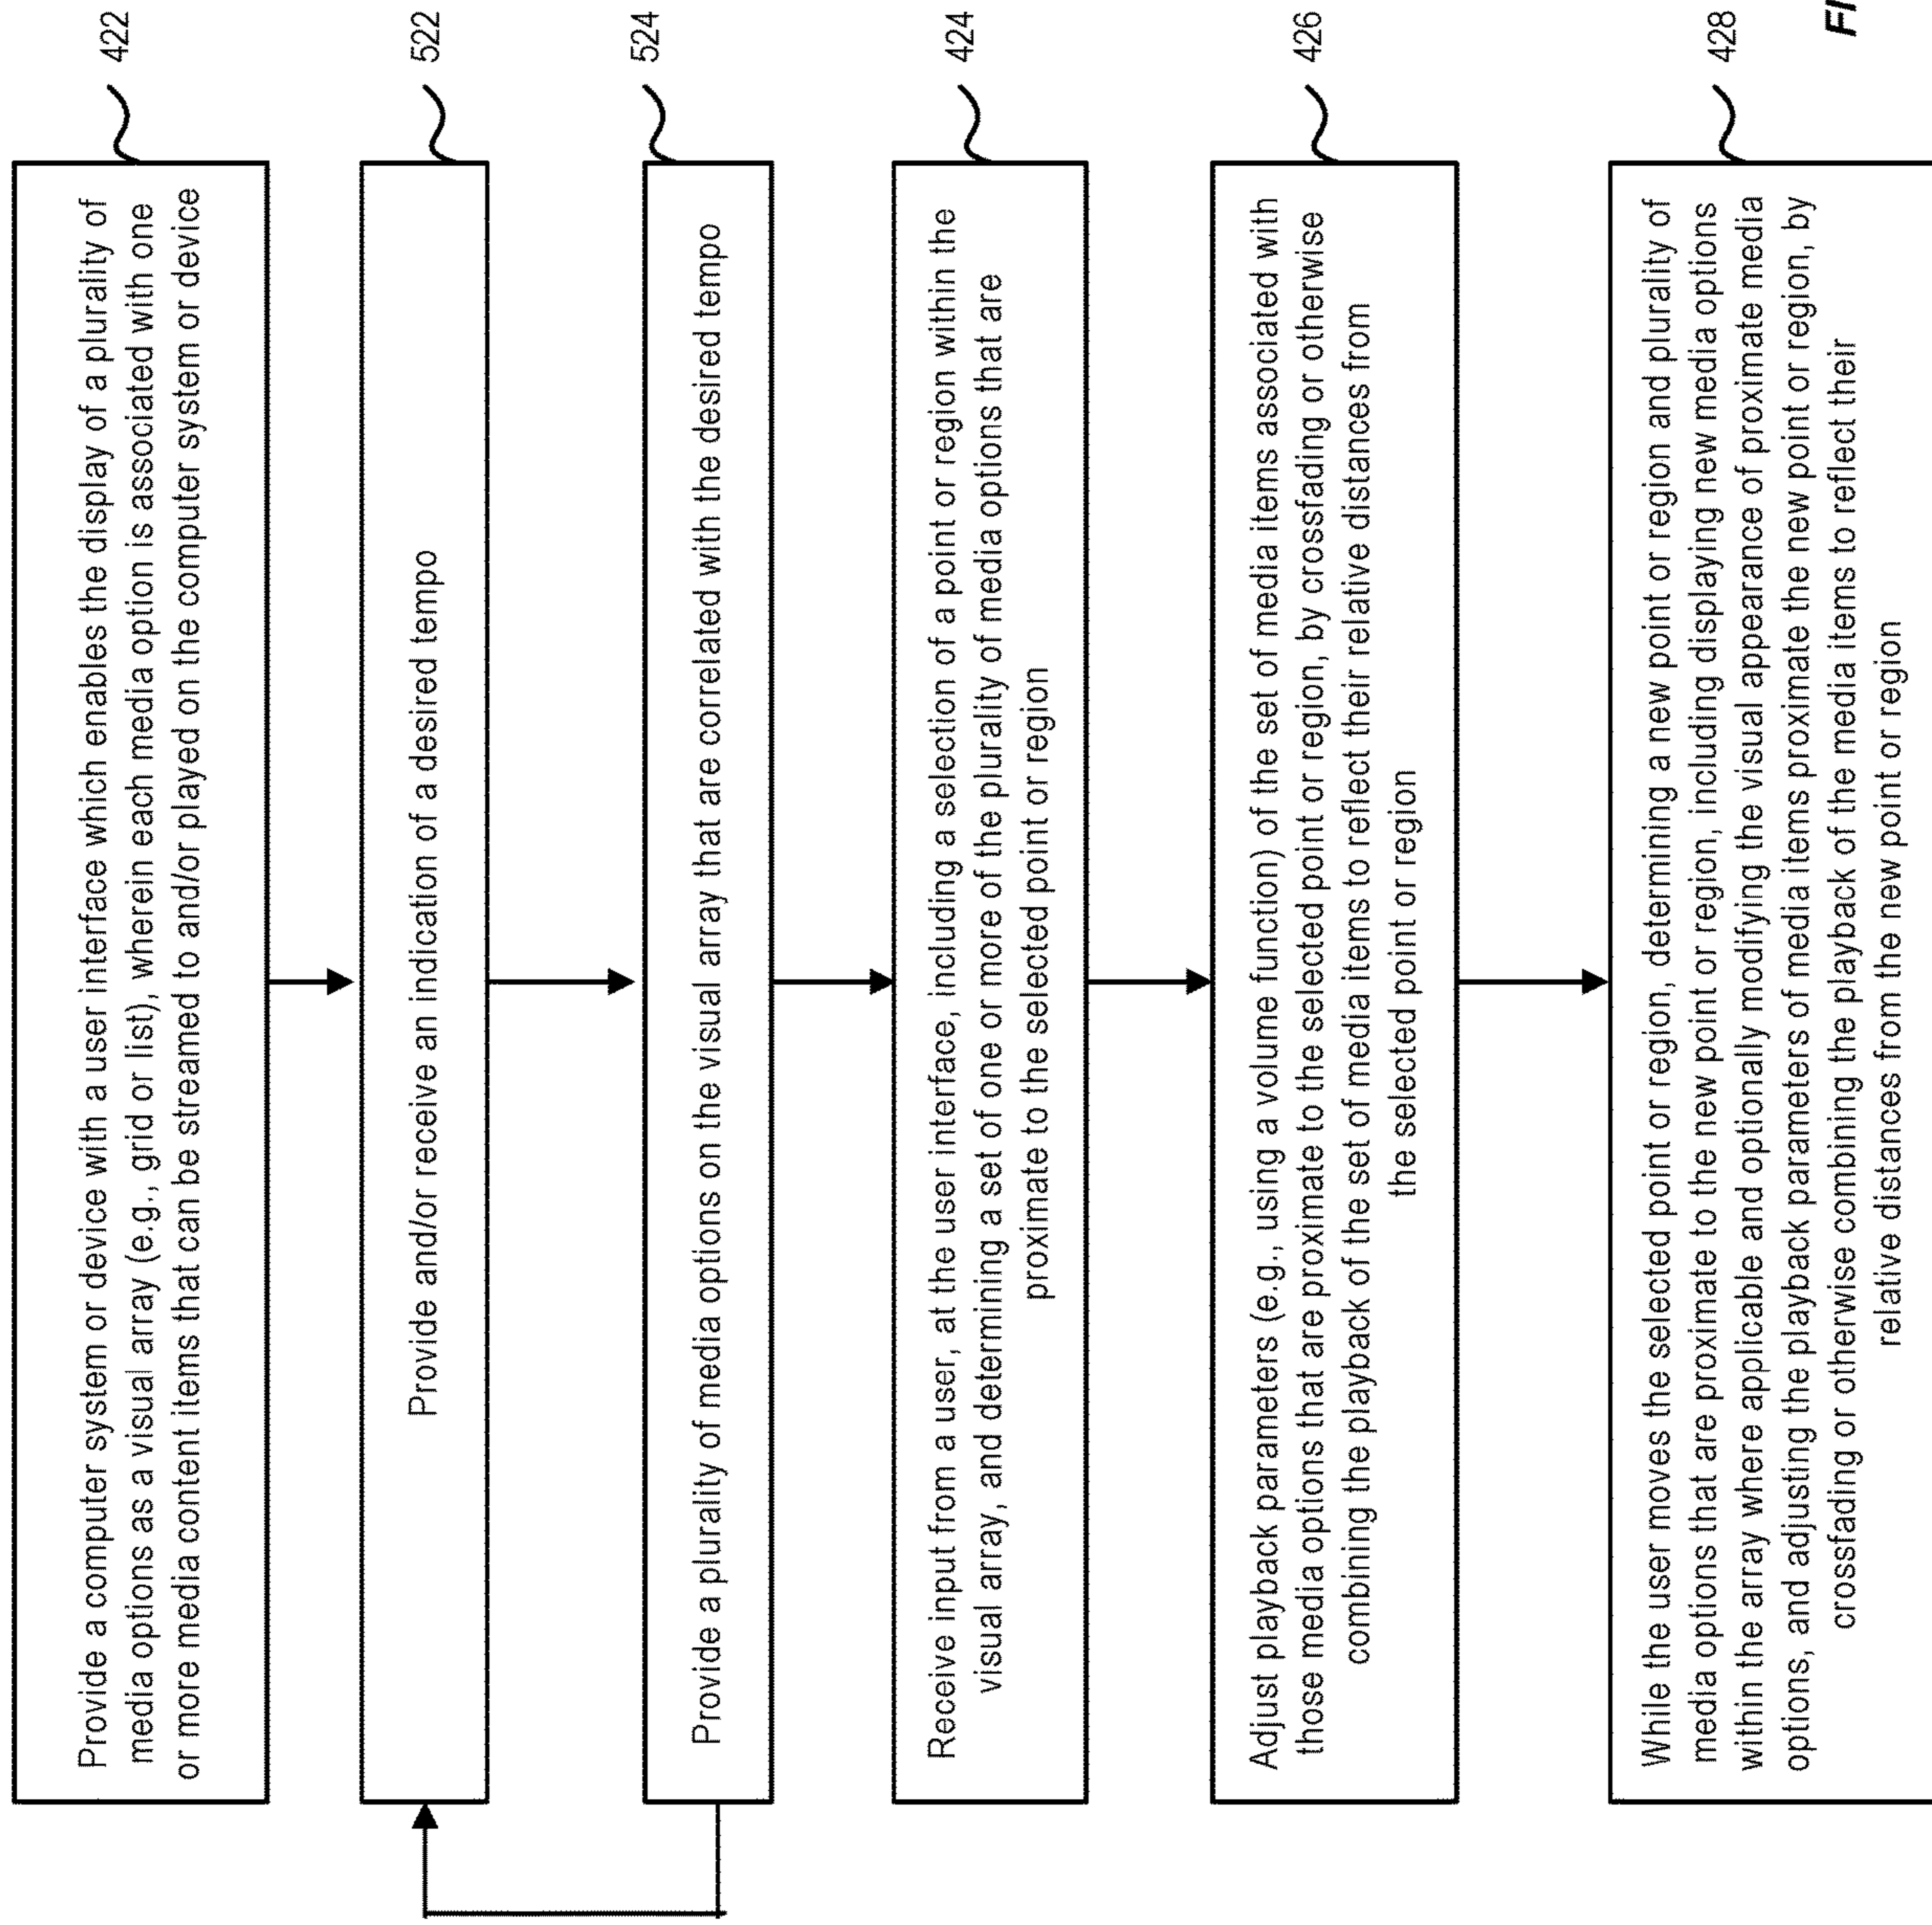 Provide a computer system or device with a user interface which enables the display of a plurality of
media options as a visual array (e.g., grid or list), wherein each media option is associated with one
or more media content items that can be streamed to and/or played on the computer system or device
422
Provide and/or receive an indication of a desired tempo
522
Provide a plurality of media options on the visual array that are correlated with the desired tempo
524
Receive input from a user, at the user interface, including a selection of a point or region within the
visual array, and determining a set of one or more of the plurality of media options that are
proximate to the selected point or region
424
Adjust playback parameters (e.g., using a volume function) of the set of media items associated with
those media options that are proximate to the selected point or region, by crossfading or otherwise
combining the playback of the set of media items to reflect their relative distances from
the selected point or region
426
While the user moves the selected point or region, determining a new point or region and plurality of
media options that are proximate to the new point or region, including displaying new media options
within the array where applicable and optionally modifying the visual appearance of proximate media
options, and adjusting the playback parameters of media items proximate the new point or region, by
crossfading or otherwise combining the playback of the media items to reflect their
relative distances from the new point or region
428